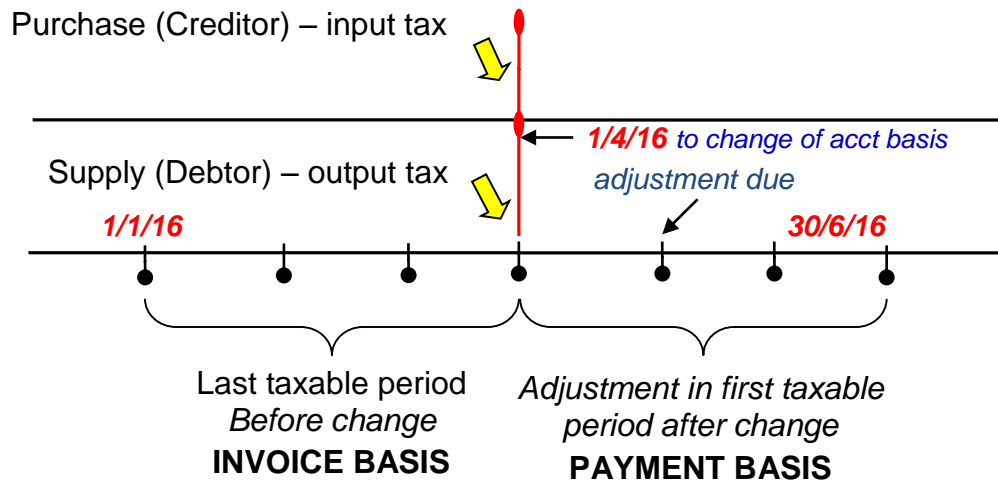 Purchase (Creditor) – input tax
1/4/16 to change of acct basis
Supply (Debtor) – output tax
adjustment due
1/1/16
30/6/16
Last taxable period
Before change
INVOICE BASIS
Adjustment in first taxable
period after change
PAYMENT BASIS